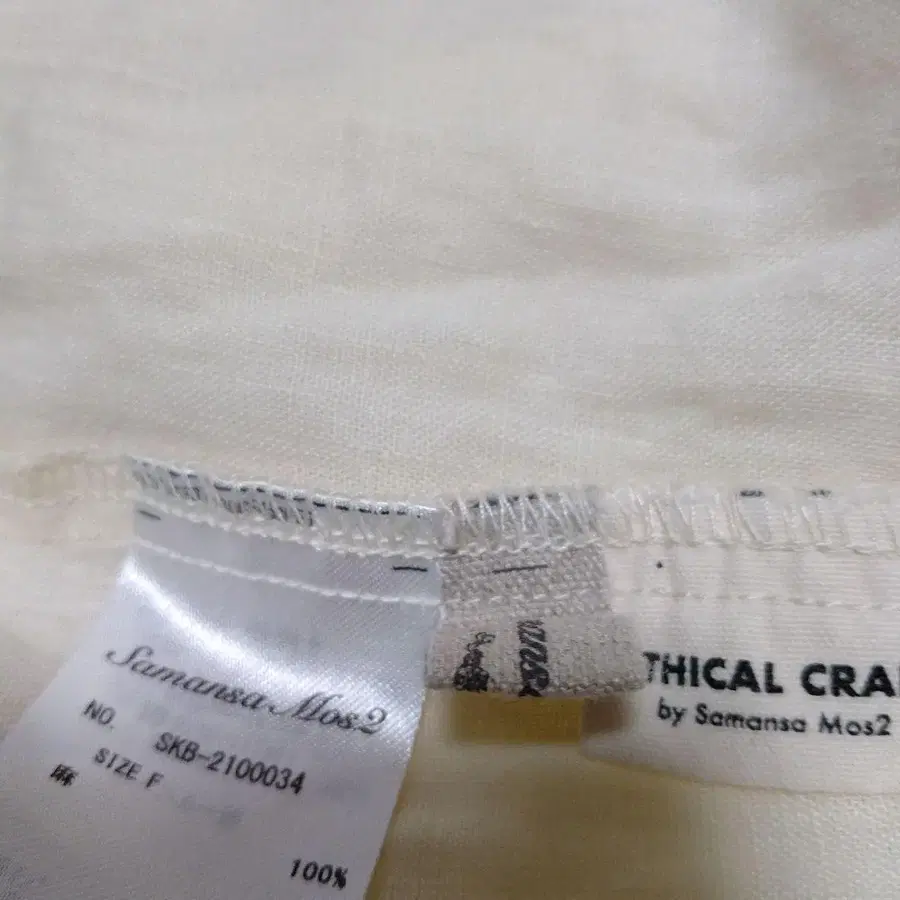 Samansa Mos2
NO. SKB-2100034
SIZE F
麻 100%
THICAL CRA
by Samansa Mos2